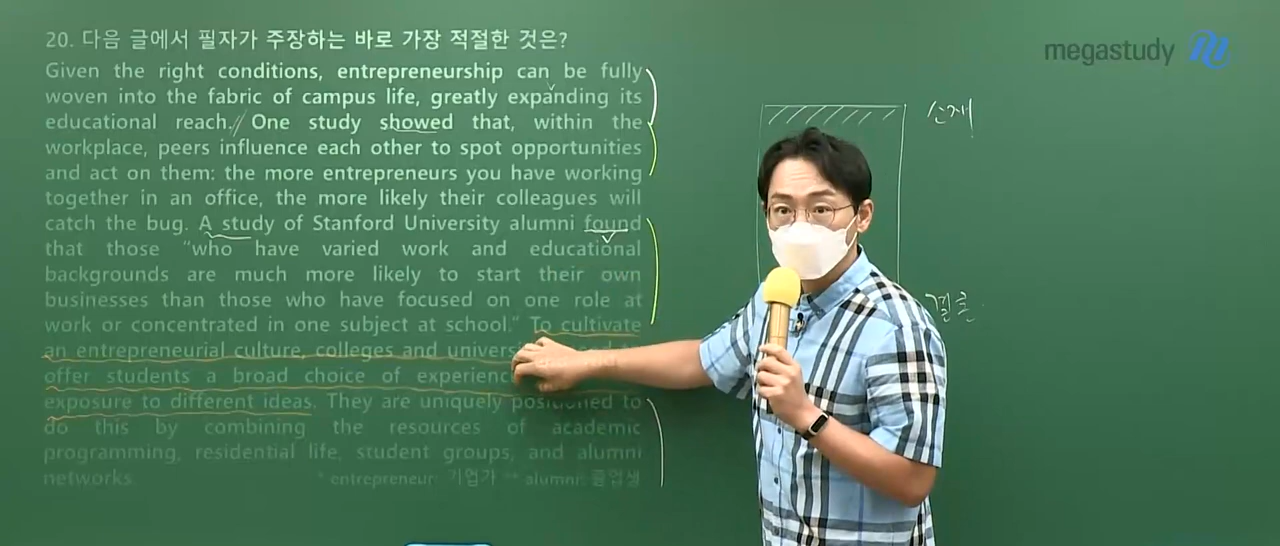 20. 다음 글에서 필자가 주장하는 바로 가장 적절한 것은?
Given the right conditions, entrepreneurship can be fully
woven into the fabric of campus life, greatly expanding its
educational reach. One study showed that, within the
workplace, peers influence each other to spot opportunities
and act on them: the more entrepreneurs you have working
together in an office, the more likely their colleagues will
catch the bug. A study of Stanford University alumni found
that those “who have varied work and educational
backgrounds are much more likely to start their own
businesses than those who have focused on one role at
work or concentrated in one subject at school.” To cultivate
an entrepreneurial culture, colleges and
offer students a broad choice of
exposure to different ideas. They are uniquely positioned to
do this by combining the resources of academic
programming, residential life, student groups, and alumni
networks.
* entrepreneur: 기업가 ** alumni: 졸업생
megastudy
소재
결론